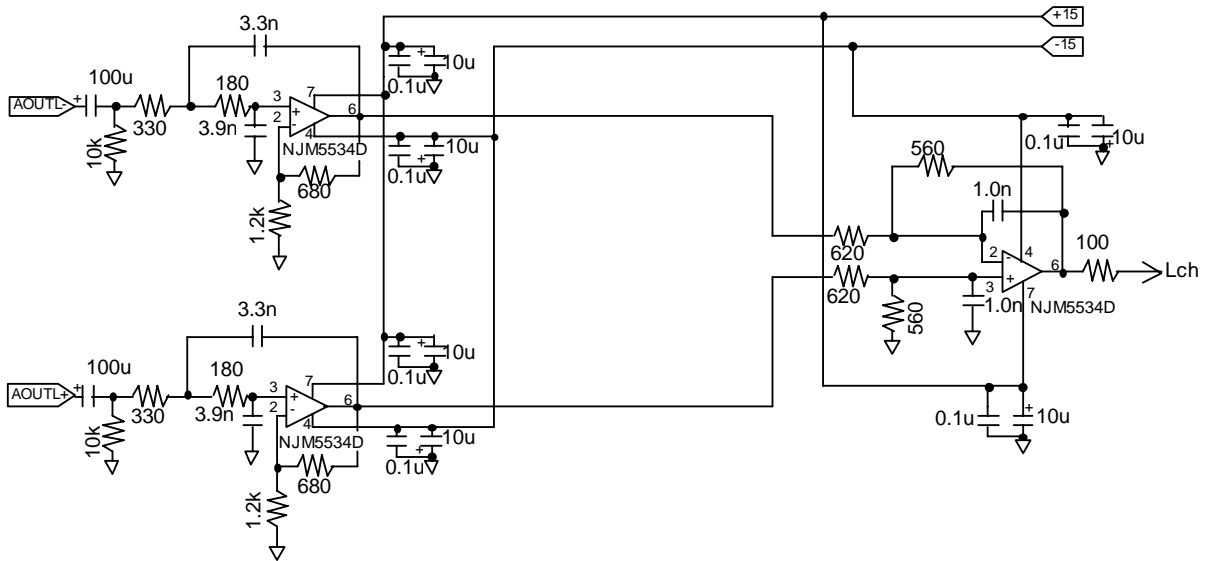 +15
-15
3.3n
10u
0.1u
100u
180
AOUTL-
+
7
3
+
6
330
3.9n
2
-
4
10k
NJM5534D
10u
0.1u
+
680
1.2k
+
0.1u
10u
+
560
1.0n
620
2
-
4
6
100
Lch
620
3
+
7
1.0n
NJM5534D
560
3.3n
+
10u
0.1u
100u
180
AOUTL+
+
7
3
+
6
330
3.9n
2
-
4
10k
NJM5534D
10u
0.1u
+
680
1.2k
0.1u
+
10u